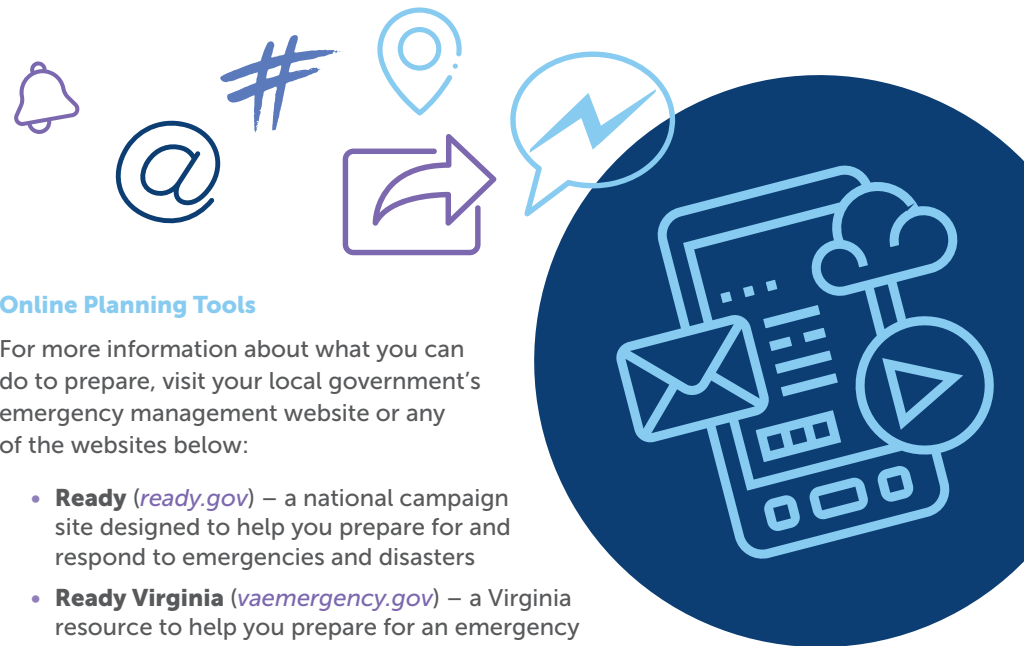 Online Planning Tools
For more information about what you can
do to prepare, visit your local government’s
emergency management website or any
of the websites below:
• Ready (ready.gov) – a national campaign
site designed to help you prepare for and
respond to emergencies and disasters
• Ready Virginia (vaemergency.gov) – a Virginia
resource to help you prepare for an emergency